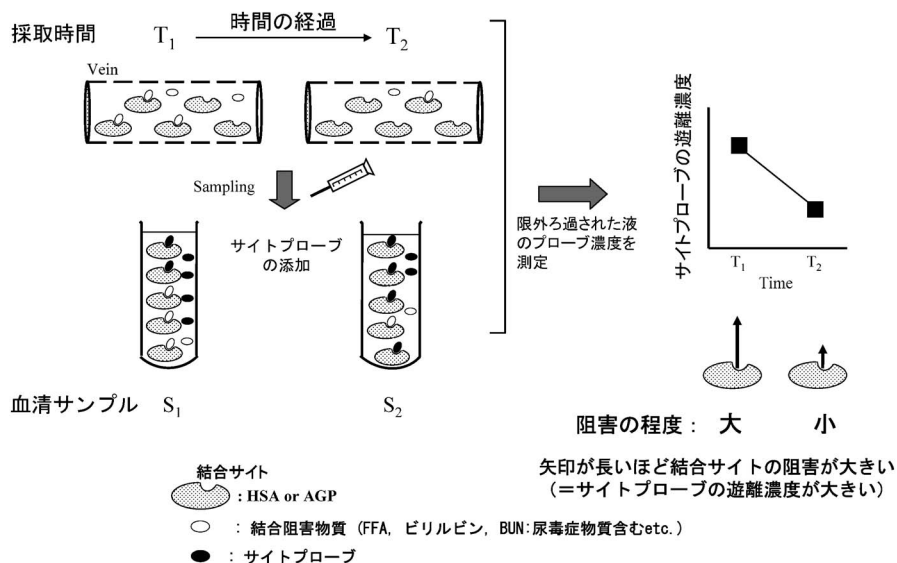 採取時間 T1 時間の経過 T2
Vein
Sampling
サイトプローブ
の添加
限外ろ過された液
のプローブ濃度を
測定
サイトプローブの遊離濃度
T1 T2
Time
血清サンプル S1 S2
阻害の程度： 大 小
矢印が長いほど結合サイトの阻害が大きい
（＝サイトプローブの遊離濃度が大きい）
結合サイト
: HSA or AGP
： 結合阻害物質 (FFA, ビリルビン, BUN:尿毒症物質含むetc.)
： サイトプローブ